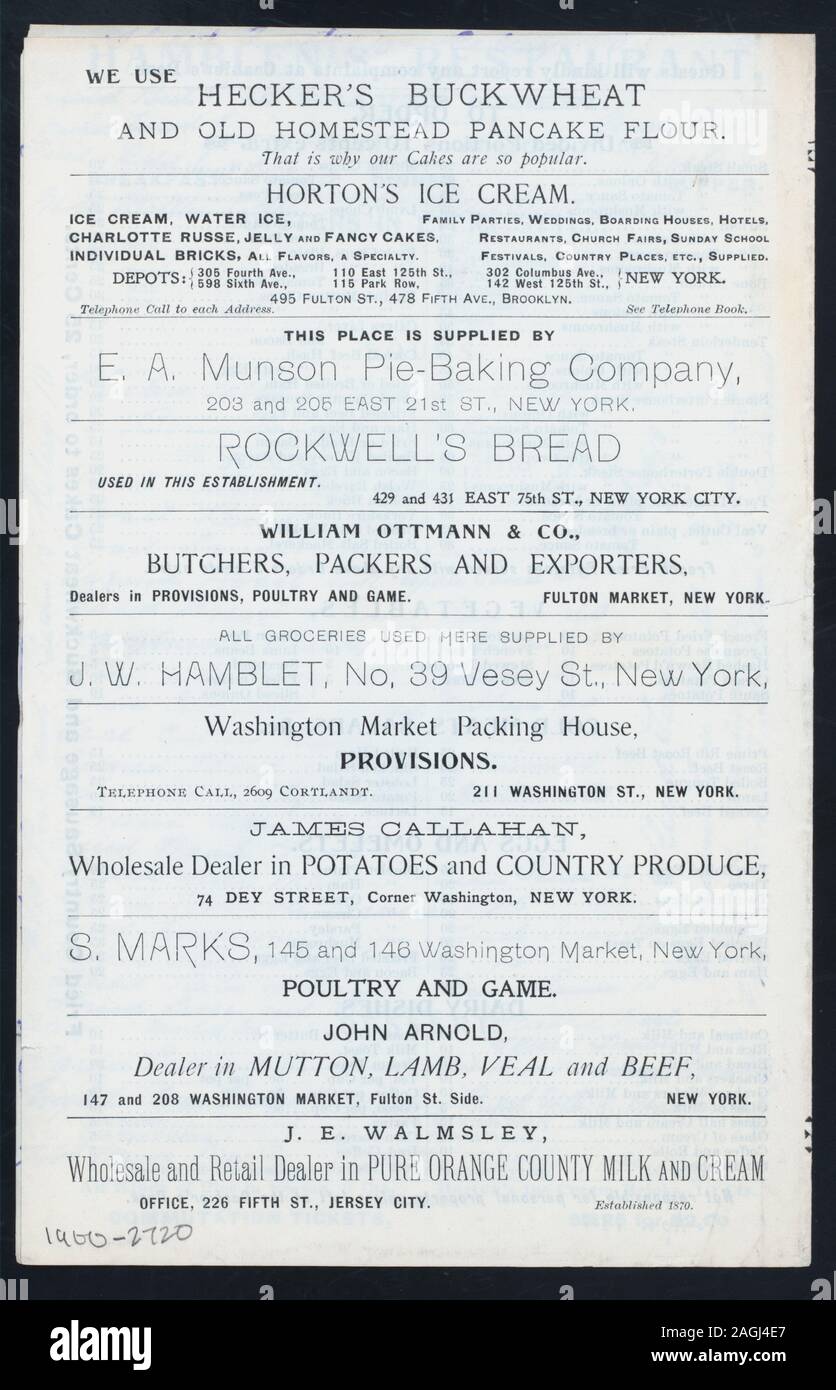 WE USE HECKER'S BUCKWHEAT
AND OLD HOMESTEAD PANCAKE FLOUR.
That is why our Cakes are so popular.
HORTON'S ICE CREAM.
ICE CREAM, WATER ICE,
CHARLOTTE RUSSE, JELLY AND FANCY CAKES,
INDIVIDUAL BRICKS, ALL FLAVORS, A SPECIALTY.
FAMILY PARTIES, WEDDINGS, BOARDING HOUSES, HOTELS,
RESTAURANTS, CHURCH FAIRS, SUNDAY SCHOOL
FESTIVALS, COUNTRY PLACES, ETC., SUPPLIED.
DEPOTS: 305 Fourth Ave., 110 East 125th St., 302 Columbus Ave.,
598 Sixth Ave., 115 Park Row, 142 West 125th St., NEW YORK.
495 FULTON ST., 478 FIFTH AVE., BROOKLYN.
Telephone Call to each Address. See Telephone Book.
THIS PLACE IS SUPPLIED BY
E. A. Munson Pie-Baking Company,
203 and 205 EAST 21st ST., NEW YORK.
ROCKWELL'S BREAD
USED IN THIS ESTABLISHMENT.
429 and 431 EAST 75th ST., NEW YORK CITY.
WILLIAM OTTMANN & CO.,
BUTCHERS, PACKERS AND EXPORTERS,
Dealers in PROVISIONS, POULTRY AND GAME. FULTON MARKET, NEW YORK.
ALL GROCERIES USED HERE SUPPLIED BY
J. W. HAMBLET, No, 39 Vesey St., New York,
Washington Market Packing House,
PROVISIONS.
TELEPHONE CALL, 2609 CORTLANDT. 211 WASHINGTON ST., NEW YORK.
JAMES CALLAHAN,
Wholesale Dealer in POTATOES and COUNTRY PRODUCE,
74 DEY STREET, Corner Washington, NEW YORK.
S. MARKS, 145 and 146 Washington Market, New York,
POULTRY AND GAME.
JOHN ARNOLD,
Dealer in MUTTON, LAMB, VEAL and BEEF,
147 and 208 WASHINGTON MARKET, Fulton St. Side. NEW YORK.
J. E. WALMSLEY,
Wholesale and Retail Dealer in PURE ORANGE COUNTY MILK AND CREAM
OFFICE, 226 FIFTH ST., JERSEY CITY. Established 1870.
1900-2720
alamy
Image ID: 2AGJ4E7
www.alamy.com